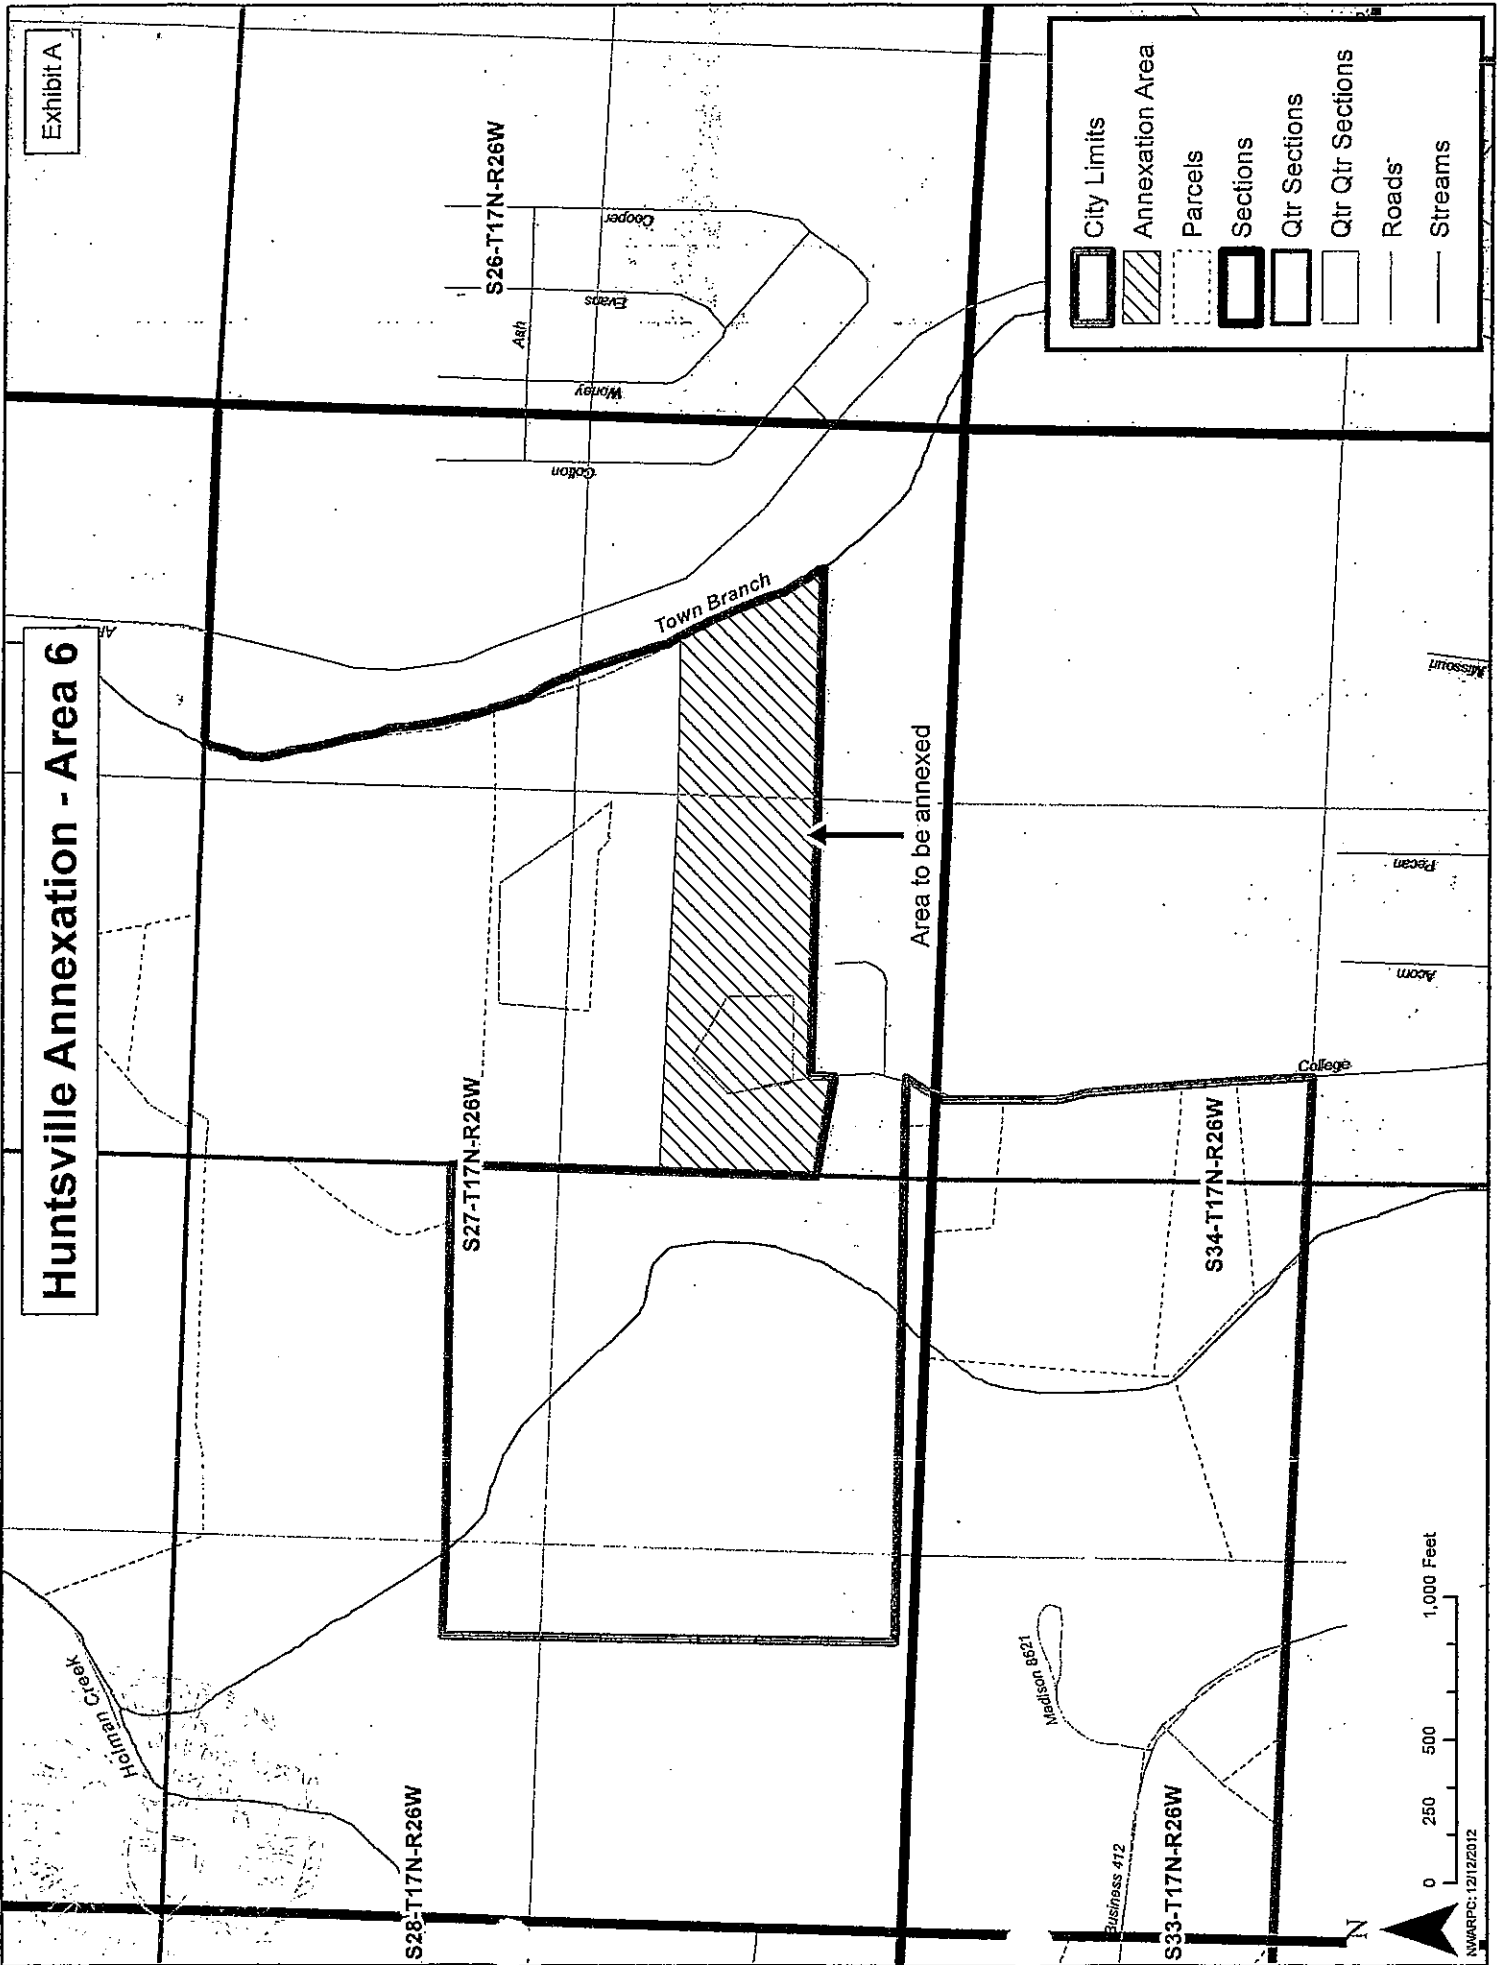 Exhibit A
Huntsville Annexation - Area 6
S26-T17N-R26W
Cooper
Evans
Ash
Colton
Town Branch
S27-T17N-R26W
Area to be annexed
Holman Creek
S28-T17N-R26W
College
S34-T17N-R26W
Missouri
Pecan
Acorn
Madison 8621
Business 412
S33-T17N-R26W
City Limits
Annexation Area
Parcels
Sections
Qtr Sections
Qtr Qtr Sections
Roads
Streams
0 250 500 1,000 Feet
N
NWARPC: 12/12/2012